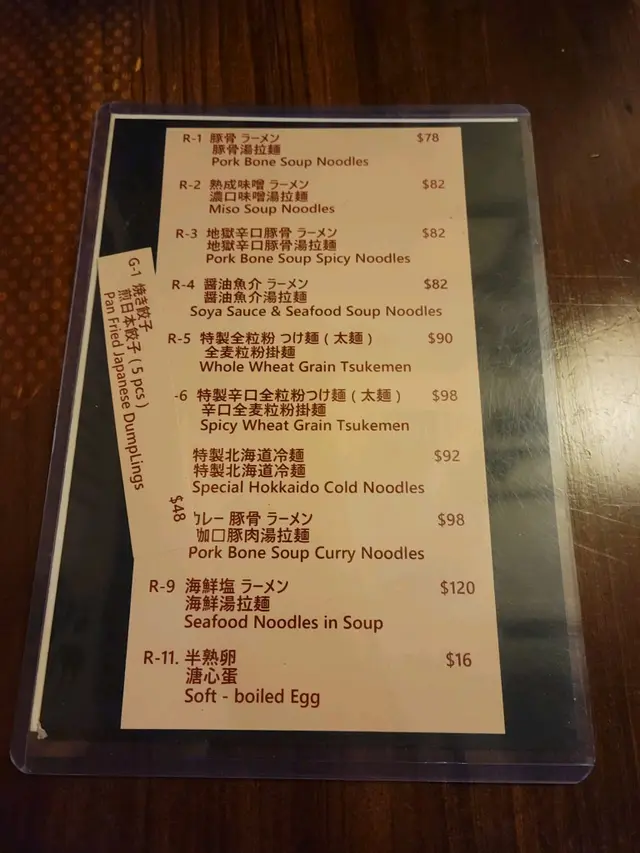 R-1 豚骨 ラーメン $78
豚骨湯拉麵
Pork Bone Soup Noodles
R-2 熟成味噌 ラーメン $82
濃口味噌湯拉麵
Miso Soup Noodles
R-3 地獄辛口豚骨 ラーメン $82
地獄辛口豚骨湯拉麵
Pork Bone Soup Spicy Noodles
R-4 醤油魚介 ラーメン $82
醤油魚介湯拉麵
Soya Sauce & Seafood Soup Noodles
R-5 特製全粒粉 つけ麺 ( 太麺 ) $90
全麦粒粉掛麵
Whole Wheat Grain Tsukemen
-6 特製辛口全粒粉つけ麺 ( 太麺 ) $98
辛口全麦粒粉掛麵
Spicy Wheat Grain Tsukemen
特製北海道冷麺 $92
特製北海道冷麵
Special Hokkaido Cold Noodles
カレー 豚骨 ラーメン $98
咖口豚肉湯拉麵
Pork Bone Soup Curry Noodles
R-9 海鮮塩 ラーメン $120
海鮮湯拉麵
Seafood Noodles in Soup
R-11. 半熟卵 $16
溏心蛋
Soft - boiled Egg
G-1 焼き餃子
煎日本餃子 ( 5 pcs )
Pan Fried Japanese DumpLings
$48